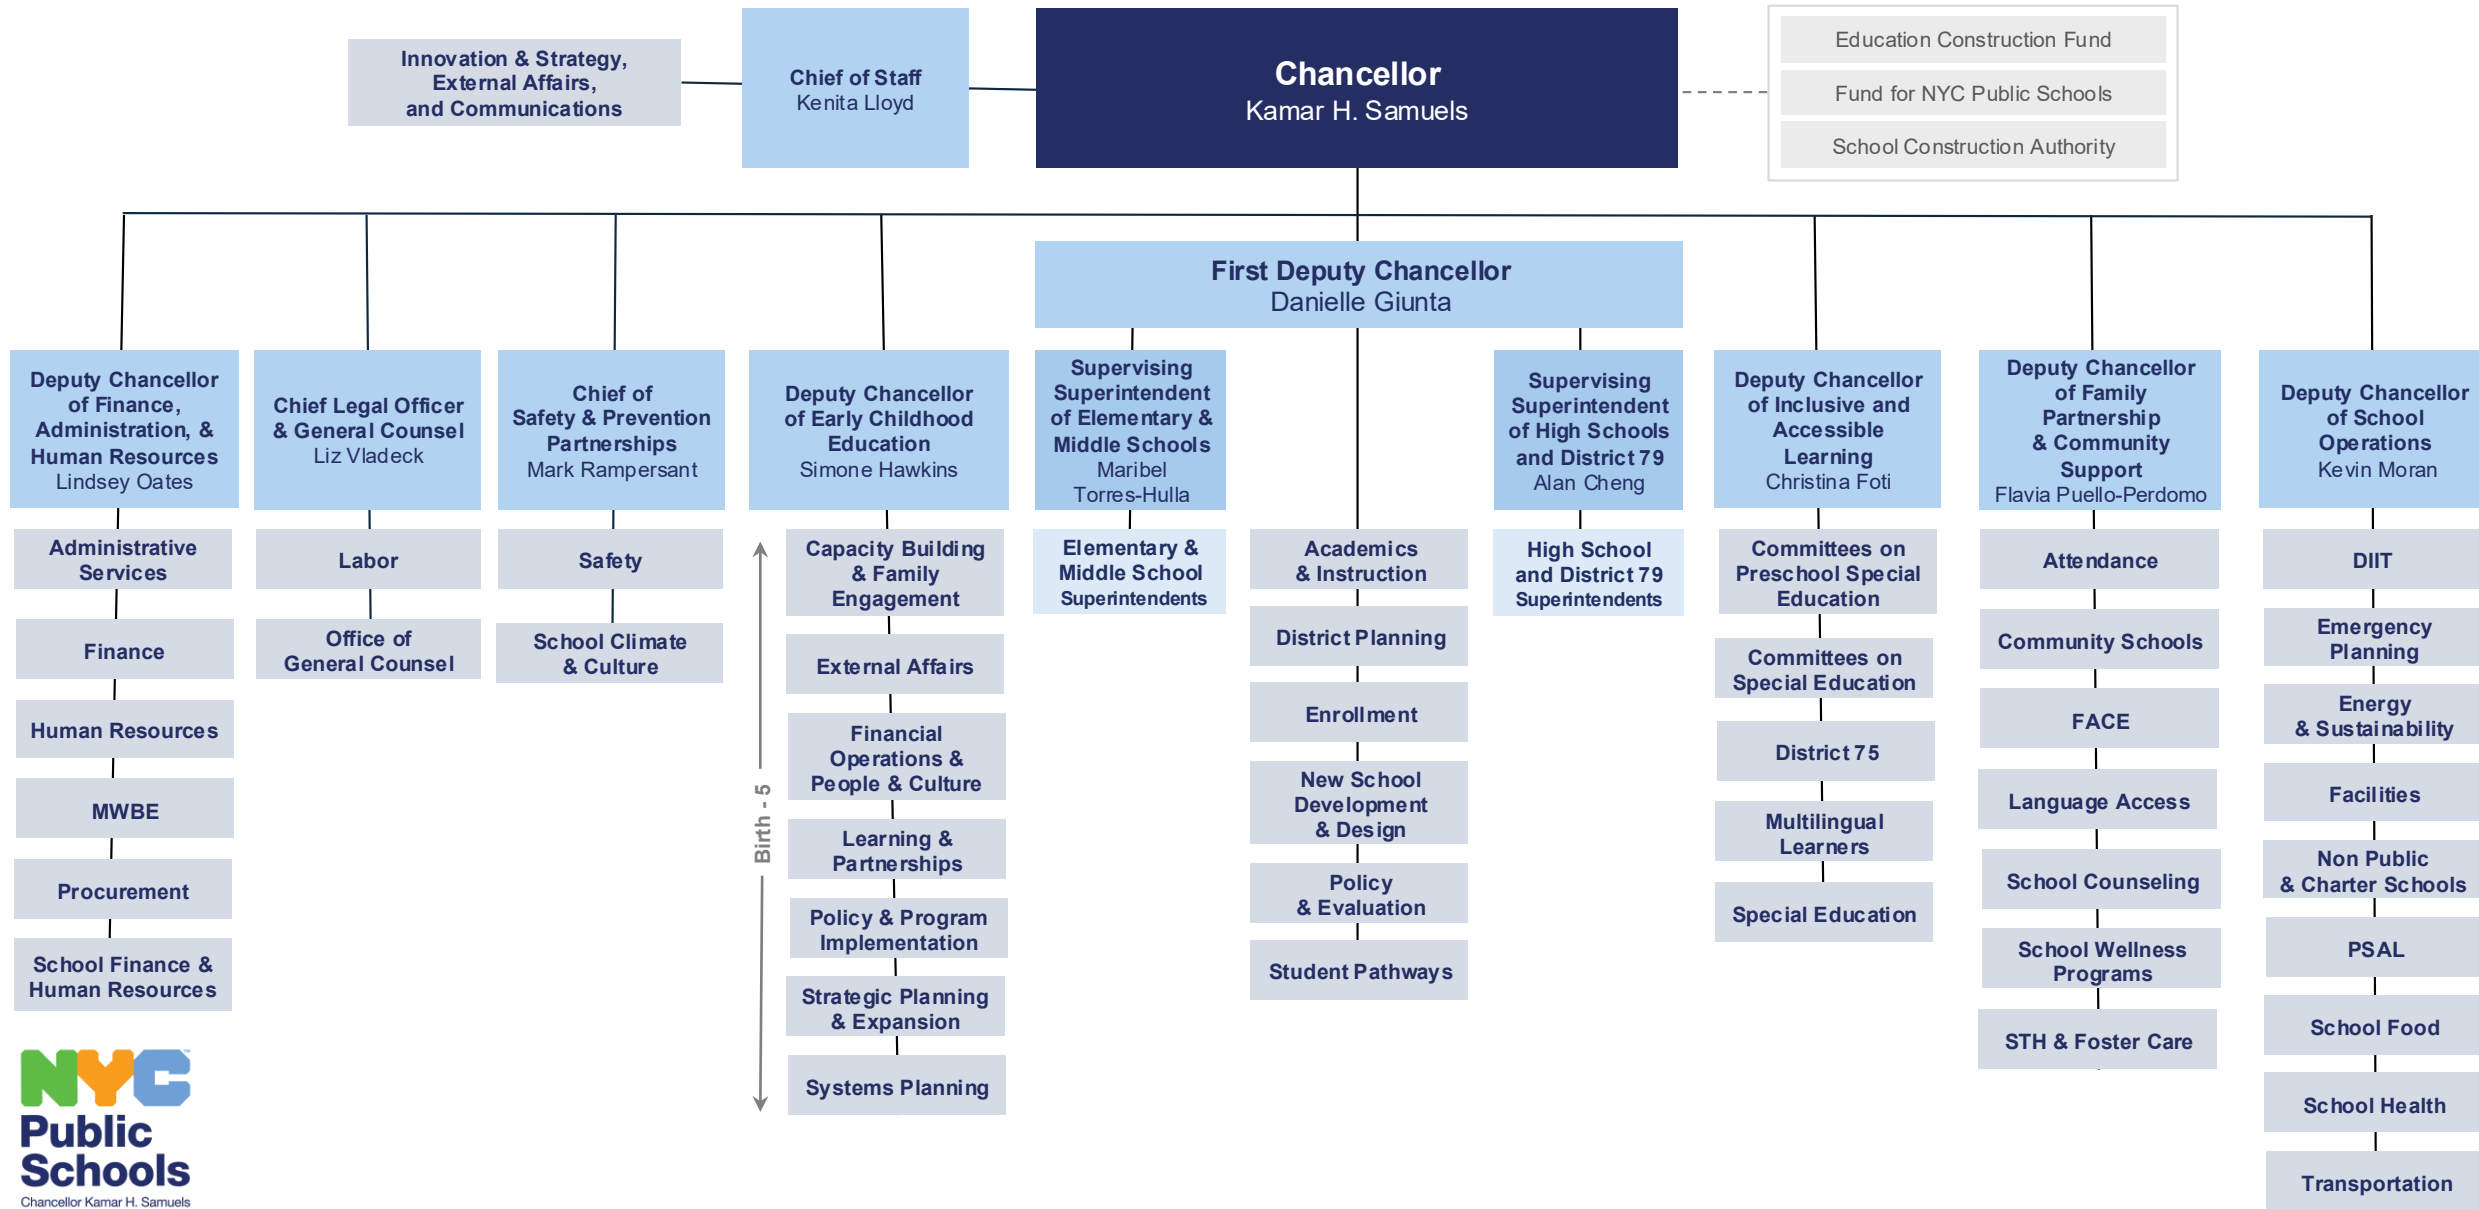 Innovation & Strategy,
External Affairs,
and Communications
Chief of Staff
Kenita Lloyd
Chancellor
Kamar H. Samuels
Education Construction Fund
Fund for NYC Public Schools
School Construction Authority
First Deputy Chancellor
Danielle Giunta
Deputy Chancellor
of Finance,
Administration, &
Human Resources
Lindsey Oates
Administrative
Services
Finance
Human Resources
MWBE
Procurement
School Finance &
Human Resources
Chief Legal Officer
& General Counsel
Liz Vladeck
Labor
Office of
General Counsel
Chief of
Safety & Prevention
Partnerships
Mark Rampersant
Safety
School Climate
& Culture
Deputy Chancellor
of Early Childhood
Education
Simone Hawkins
Birth - 5
Capacity Building
& Family
Engagement
External Affairs
Financial
Operations &
People & Culture
Learning &
Partnerships
Policy & Program
Implementation
Strategic Planning
& Expansion
Systems Planning
Supervising
Superintendent
of Elementary &
Middle Schools
Maribel
Torres-Hulla
Elementary &
Middle School
Superintendents
Academics
& Instruction
District Planning
Enrollment
New School
Development
& Design
Policy
& Evaluation
Student Pathways
Supervising
Superintendent
of High Schools
and District 79
Alan Cheng
High School
and District 79
Superintendents
Deputy Chancellor
of Inclusive and
Accessible
Learning
Christina Foti
Committees on
Preschool Special
Education
Committees on
Special Education
District 75
Multilingual
Learners
Special Education
Deputy Chancellor
of Family
Partnership
& Community
Support
Flavia Puello-Perdomo
Attendance
Community Schools
FACE
Language Access
School Counseling
School Wellness
Programs
STH & Foster Care
Deputy Chancellor
of School
Operations
Kevin Moran
DIIT
Emergency
Planning
Energy
& Sustainability
Facilities
Non Public
& Charter Schools
PSAL
School Food
School Health
Transportation
NYC™
Public
Schools
Chancellor Kamar H. Samuels